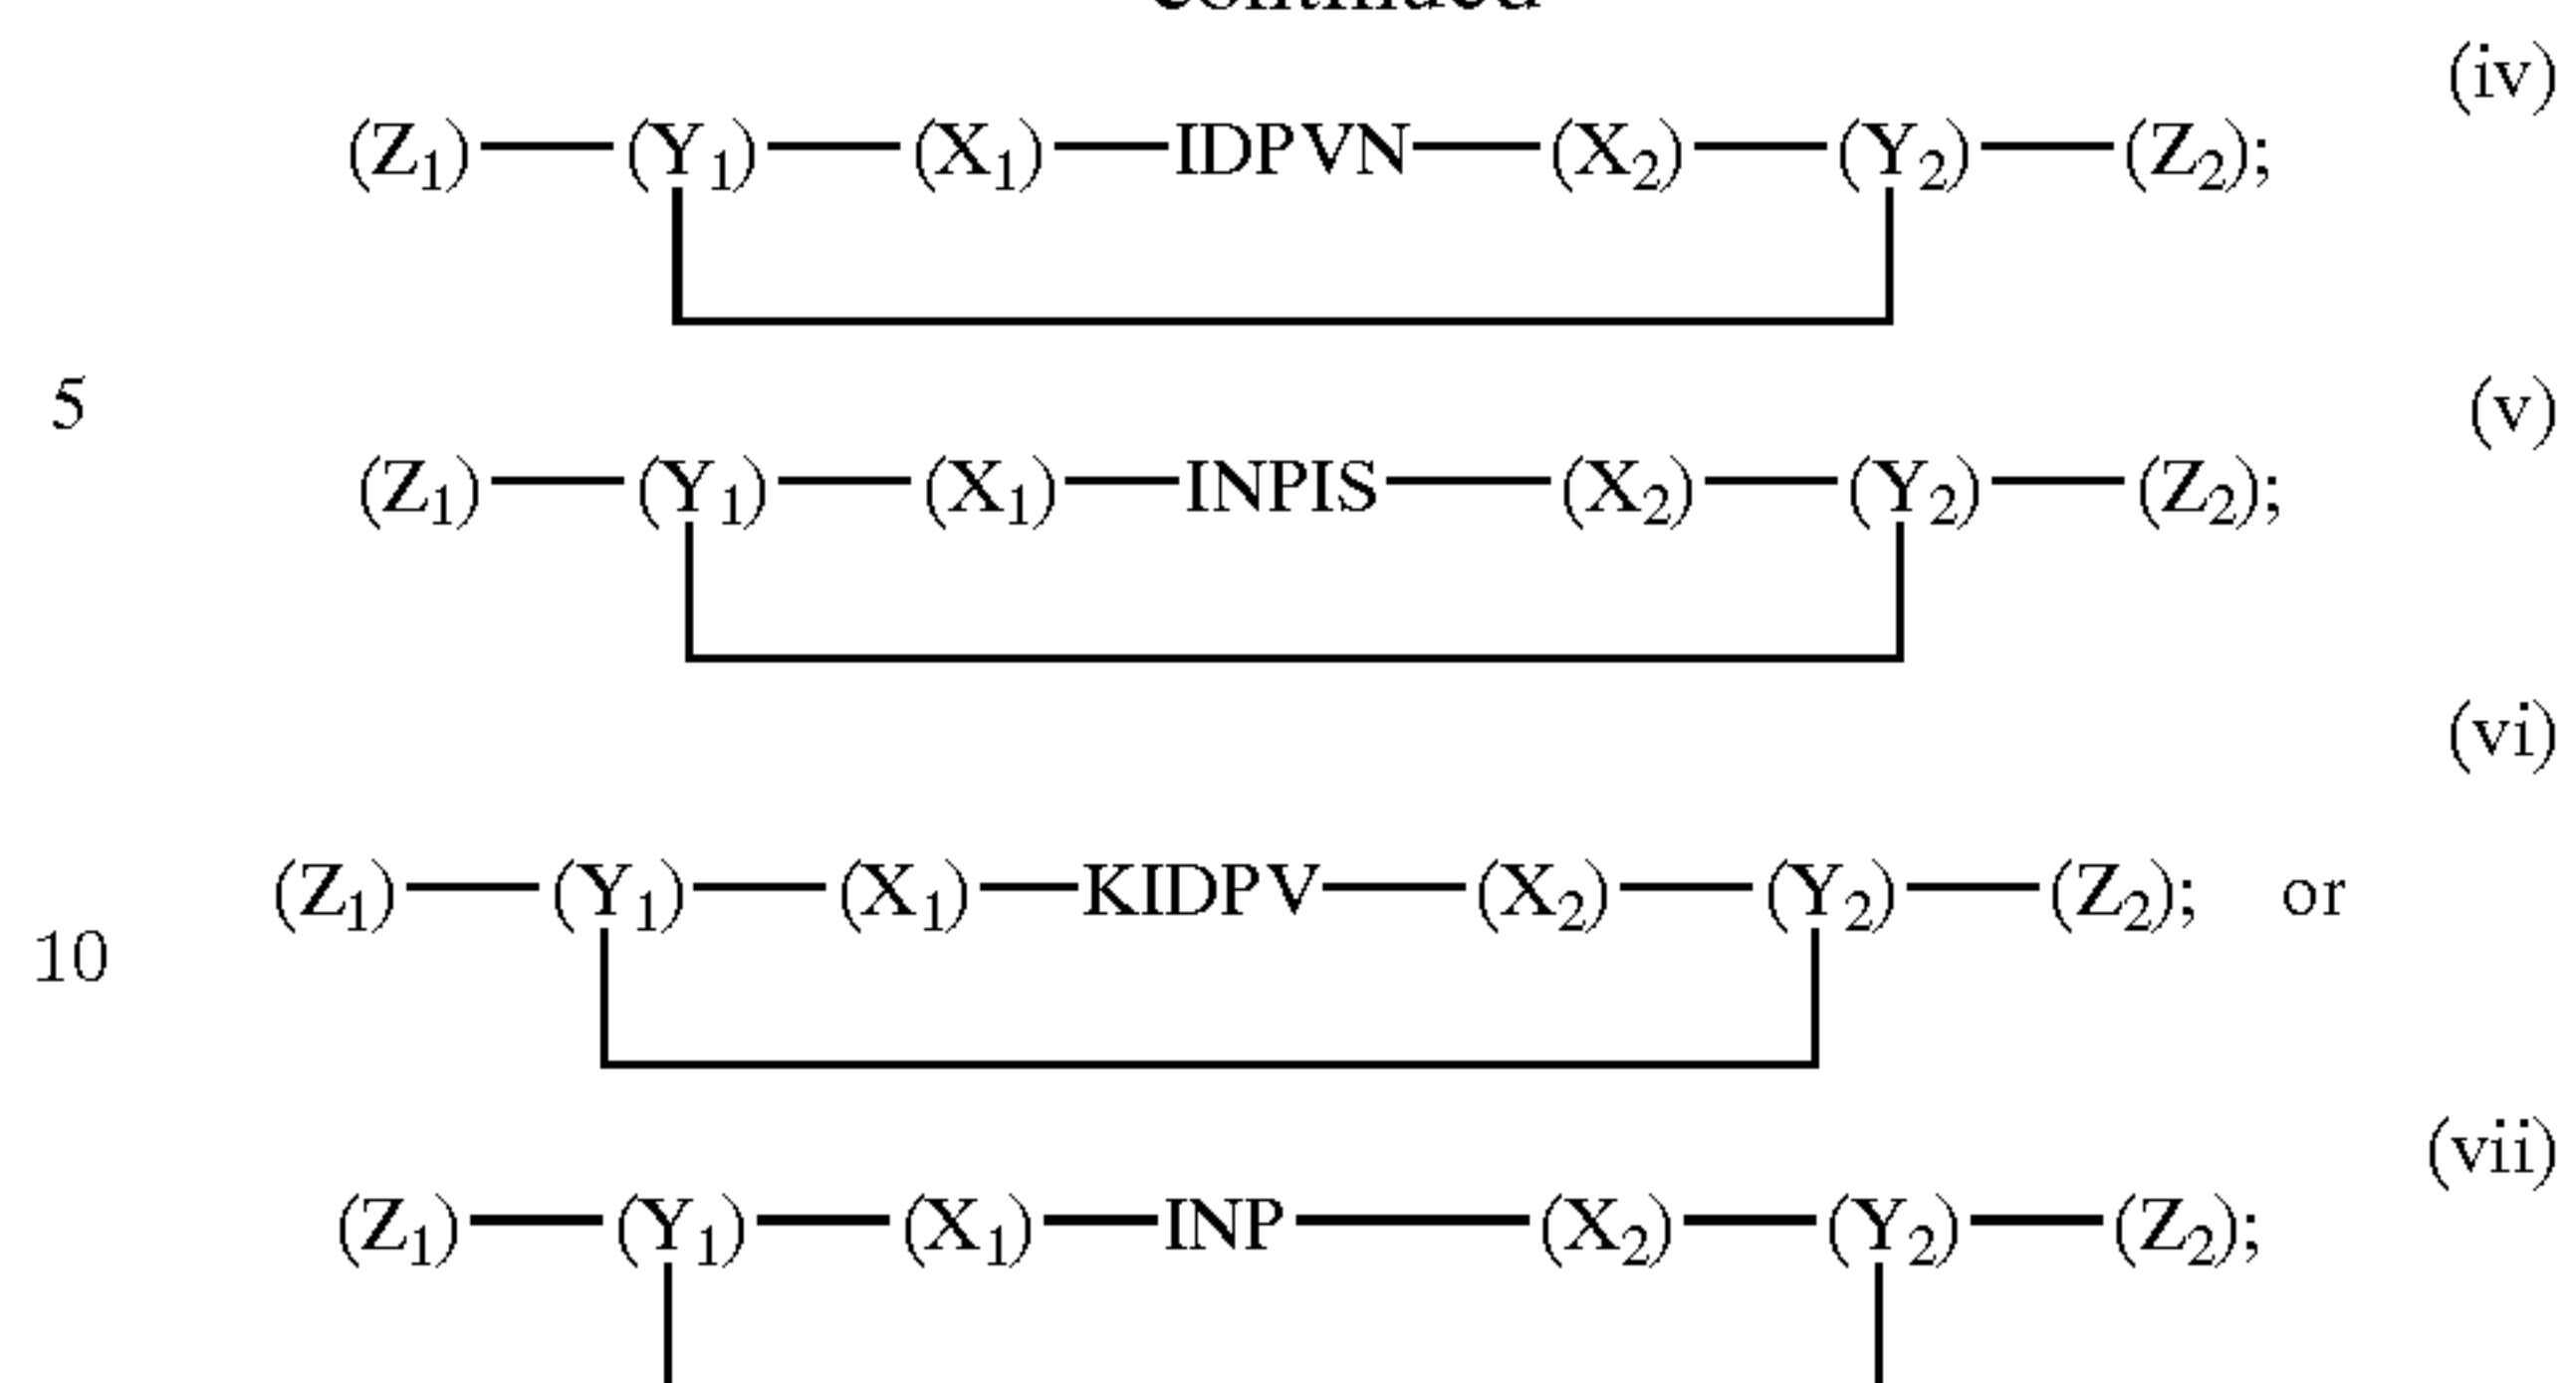 (iv)
(Z₁)—(Y₁)—(X₁)—IDPVN—(X₂)—(Y₂)—(Z₂);
5
(v)
(Z₁)—(Y₁)—(X₁)—INPIS—(X₂)—(Y₂)—(Z₂);
(vi)
(Z₁)—(Y₁)—(X₁)—KIDPV—(X₂)—(Y₂)—(Z₂); or
10
(vii)
(Z₁)—(Y₁)—(X₁)—INP—(X₂)—(Y₂)—(Z₂);